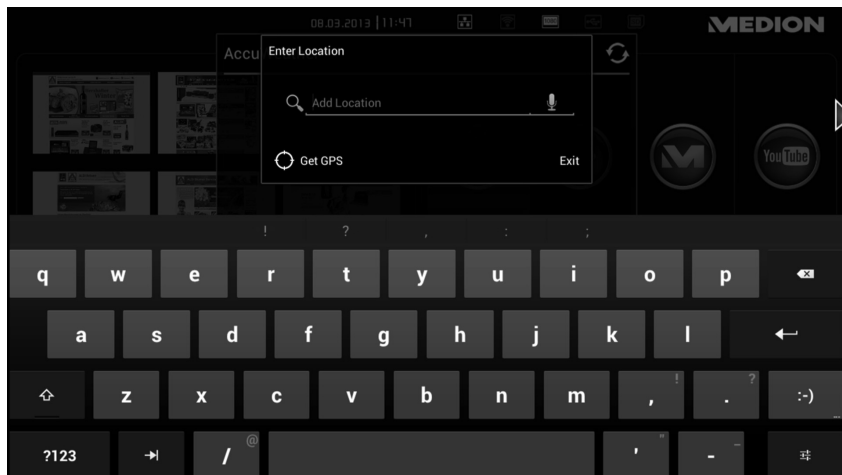 08.03.2013 | 11:47
MEDION
Accu
Enter Location
Add Location
Get GPS
Exit
M
You Tube
! ? , : ;
q w e r t y u i o p
a s d f g h j k l
z x c v b n m , ! . ? :-) ...
?123 / @ ' " - _